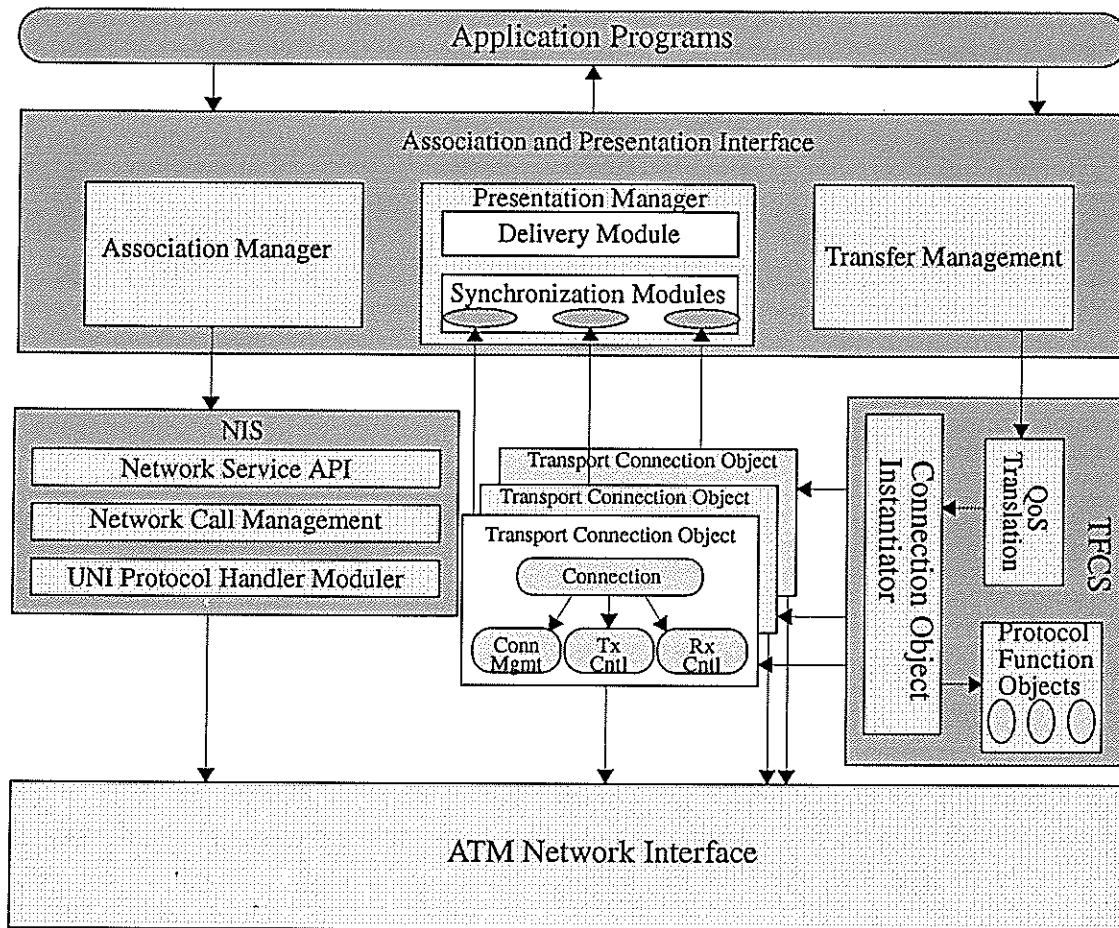 Application Programs
Association and Presentation Interface
Association Manager
Presentation Manager
Delivery Module
Synchronization Modules
Transfer Management
NIS
Network Service API
Network Call Management
UNI Protocol Handler Moduler
Transport Connection Object
Transport Connection Object
Transport Connection Object
Connection
Conn
Mgmt
Tx
Cntl
Rx
Cntl
Connection Object
Instantiator
QoS
Translation
TFCS
Protocol
Function
Objects
ATM Network Interface